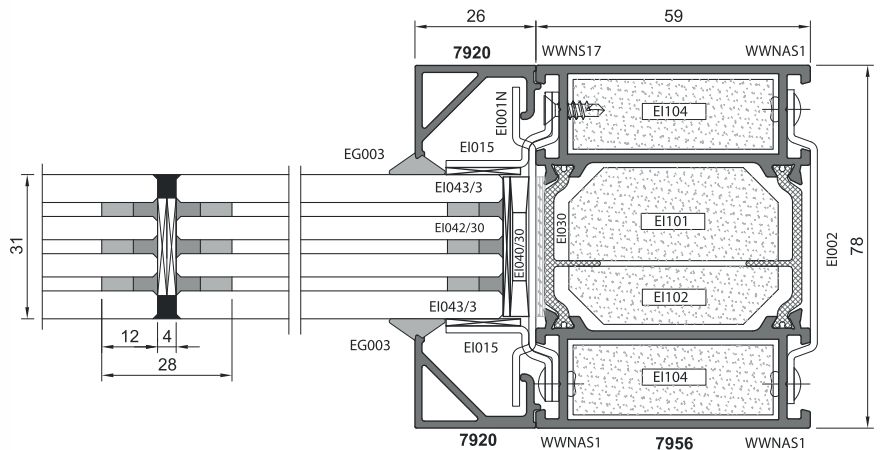 26
59
7920
WWNS17
WWNAS1
EI001N
EI104
EI015
EG003
EI043/3
EI042/30
EI040/30
EI030
EI101
EI002
78
31
EI102
EI043/3
12
4
28
EG003
EI015
EI104
7920
WWNAS1
7956
WWNAS1